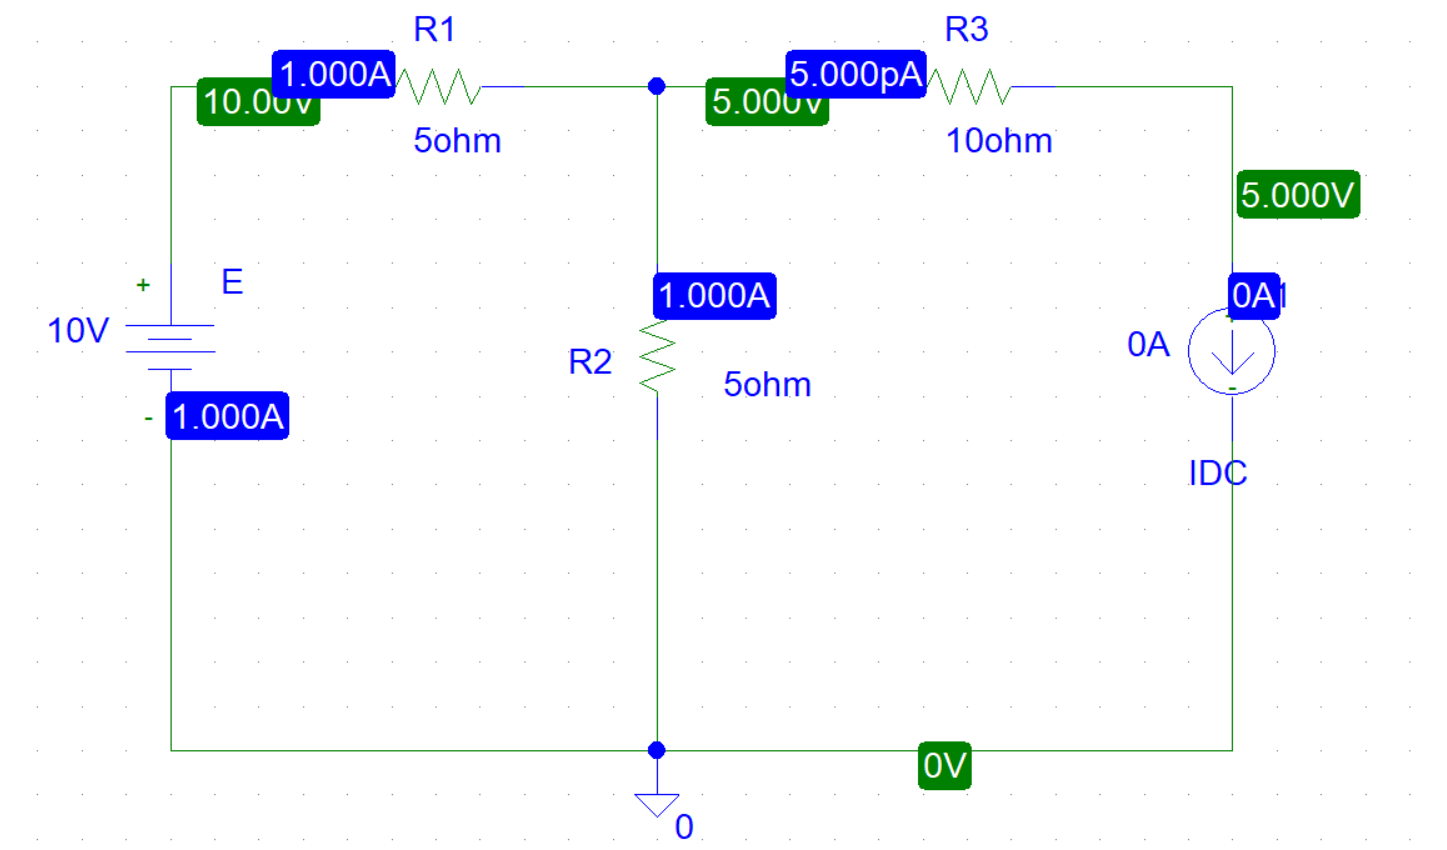 R1
R3
1.000A
5.000pA
10.00V
5.000V
5ohm
10ohm
5.000V
+
E
1.000A
0A
10V
R2
0A
5ohm
-
-
1.000A
IDC
0V
0